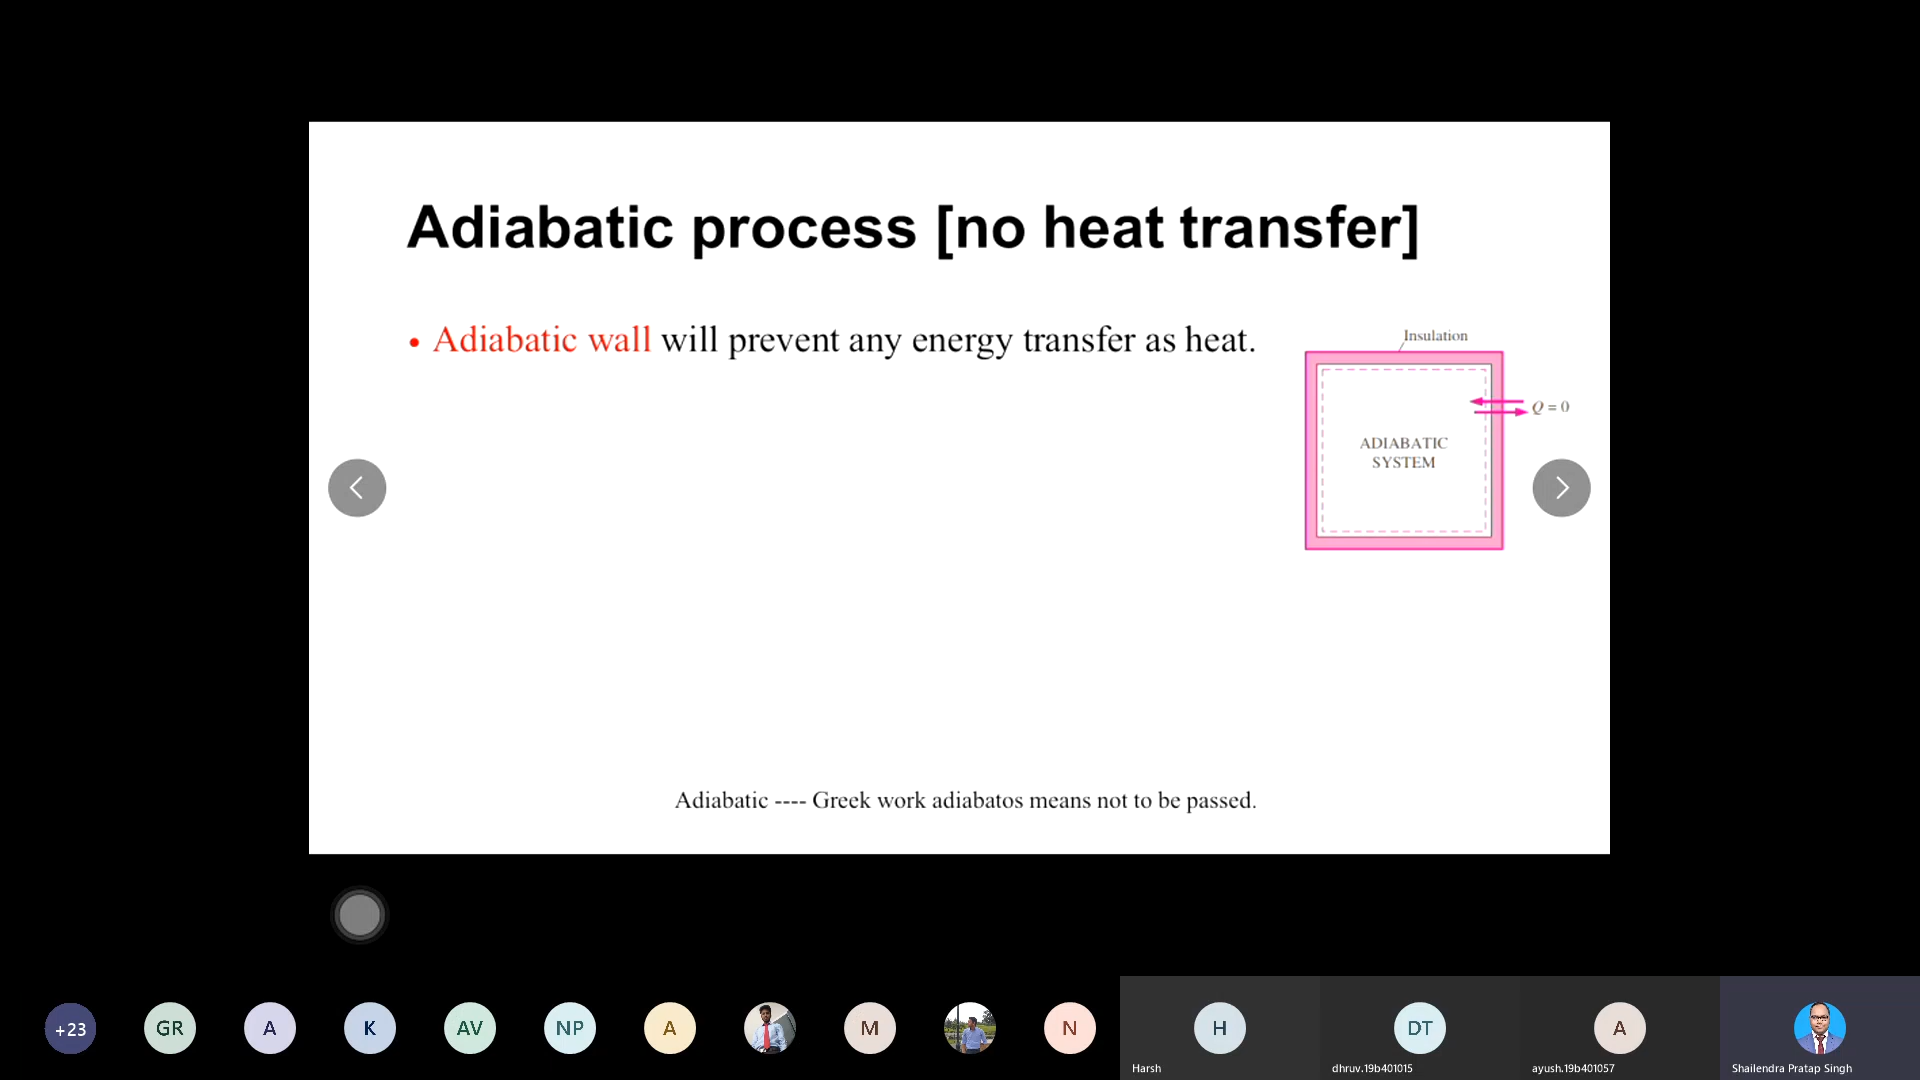 Adiabatic process [no heat transfer]
• Adiabatic wall will prevent any energy transfer as heat.
Insulation
Q = 0
ADIABATIC
SYSTEM
Adiabatic ---- Greek work adiabatos means not to be passed.
+23
GR
A
K
AV
NP
A
M
N
H
DT
A
Harsh
dhruv.19b401015
ayush.19b401057
Shailendra Pratap Singh